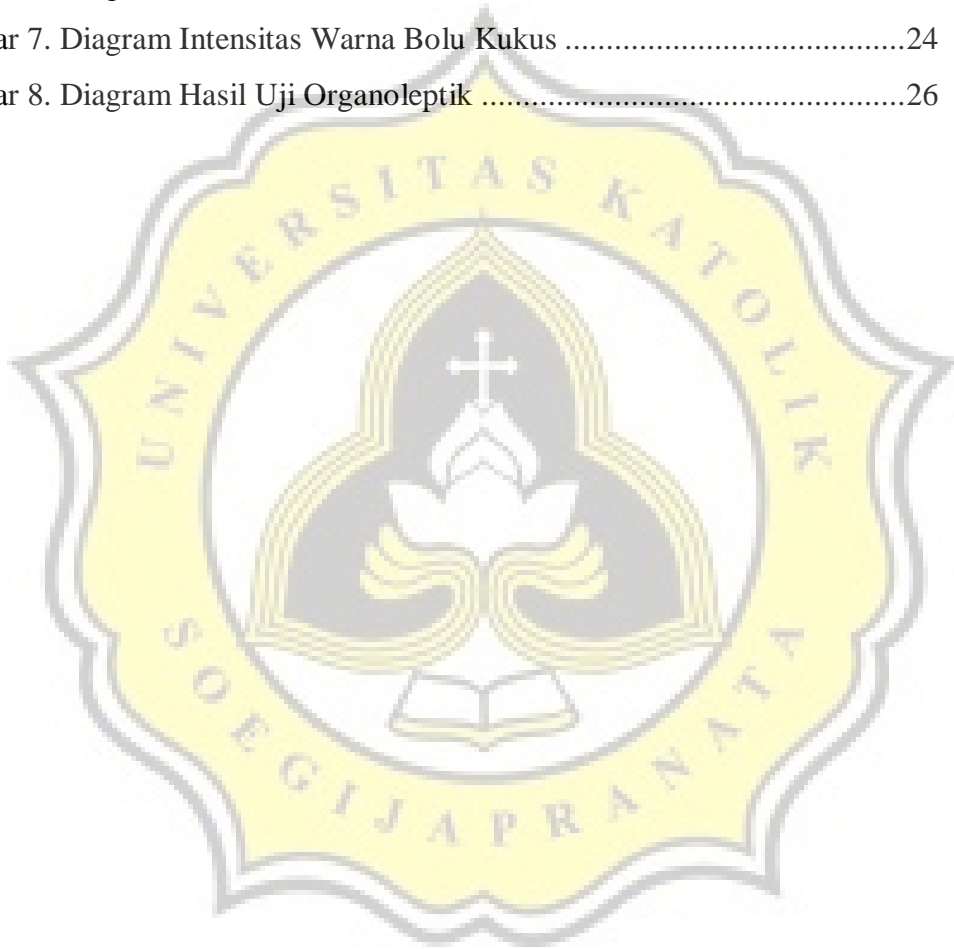 ar 7. Diagram Intensitas Warna Bolu Kukus .........................................24
ar 8. Diagram Hasil Uji Organoleptik ...................................................26
UNIVERSITAS KATOLIK
SOEGIJAPRANATA